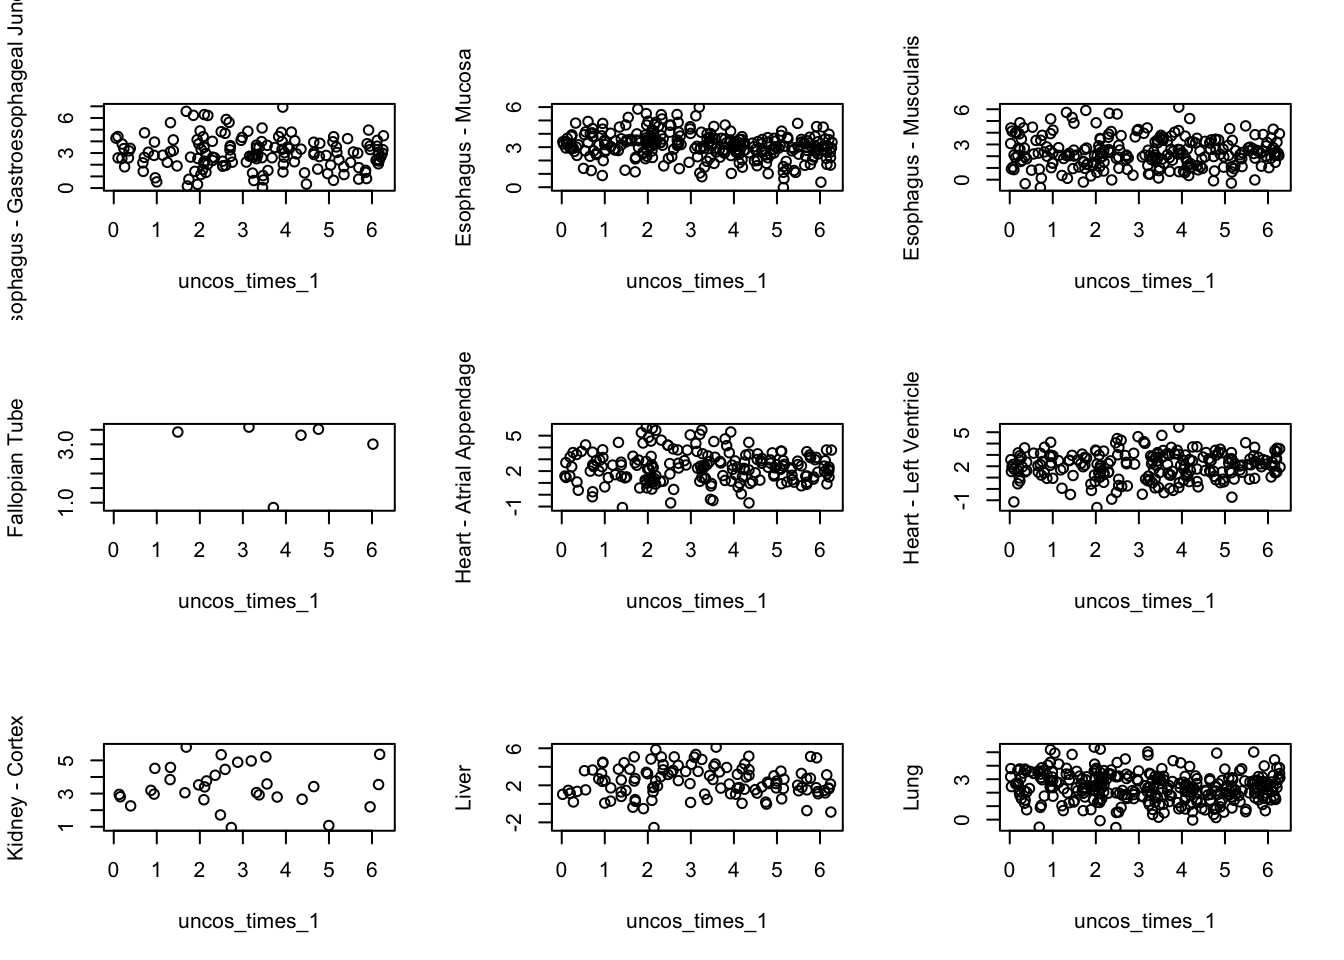 sophagus - Gastroesophageal Junc
0 3 6
0 1 2 3 4 5 6
uncos_times_1
Esophagus - Mucosa
0 3 6
0 1 2 3 4 5 6
uncos_times_1
Esophagus - Muscularis
0 3 6
0 1 2 3 4 5 6
uncos_times_1
Fallopian Tube
1.0 3.0
0 1 2 3 4 5 6
uncos_times_1
Heart - Atrial Appendage
-1 2 5
0 1 2 3 4 5 6
uncos_times_1
Heart - Left Ventricle
-1 2 5
0 1 2 3 4 5 6
uncos_times_1
Kidney - Cortex
1 3 5
0 1 2 3 4 5 6
uncos_times_1
Liver
-2 2 6
0 1 2 3 4 5 6
uncos_times_1
Lung
0 3
0 1 2 3 4 5 6
uncos_times_1